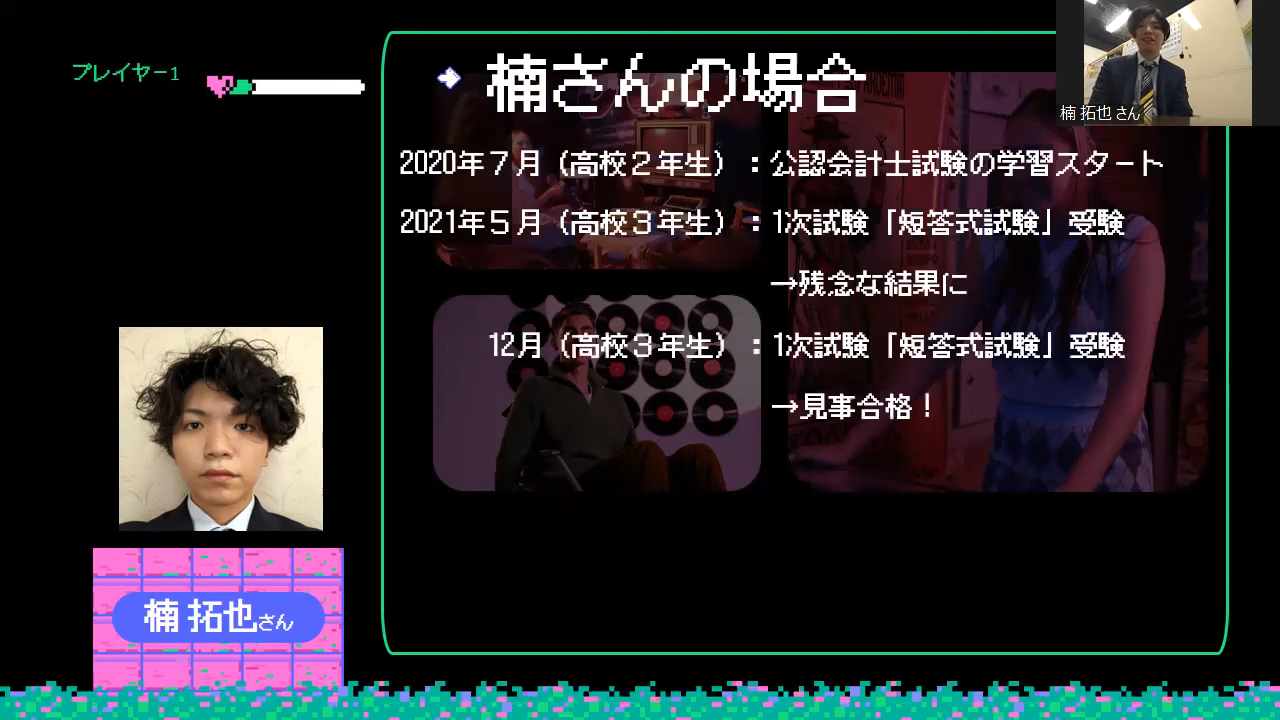 プレイヤー1
楠さんの場合
楠 拓也 さん
2020年７月（高校２年生）：公認会計士試験の学習スタート
2021年５月（高校３年生）：1次試験「短答式試験」受験
→残念な結果に
12月（高校３年生）：1次試験「短答式試験」受験
→見事合格！
楠 拓也さん